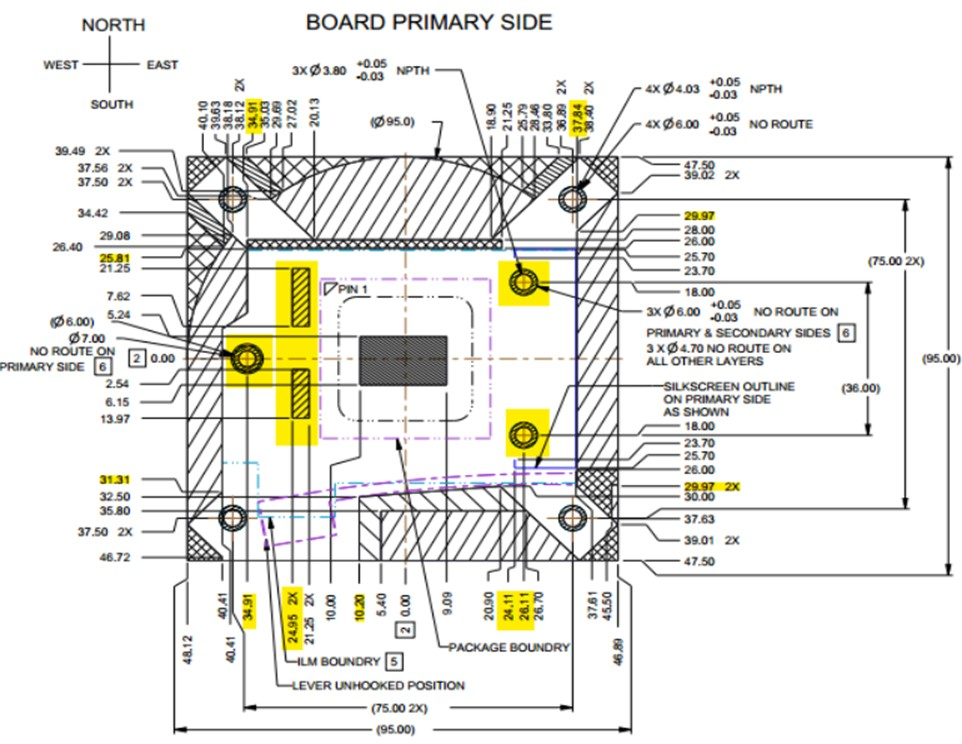 BOARD PRIMARY SIDE
NORTH
WEST
EAST
SOUTH
3X Ø 3.80 +0.05 -0.03 NPTH
4X Ø 4.03 +0.05 -0.03 NPTH
4X Ø 6.00 +0.05 -0.03 NO ROUTE
(Ø 95.0)
40.10
39.63
38.18
38.12 2X
34.91
35.03
29.69
27.02
20.13
18.90
21.25
25.79
28.46
33.80
36.89 2X
37.84
38.40 2X
39.49 2X
37.56 2X
37.50 2X
34.42
29.08
26.40
25.81
21.25
7.62
5.24
(Ø 6.00)
Ø 7.00
NO ROUTE ON
PRIMARY SIDE 6
2 0.00
2.54
6.15
13.97
31.31
32.50
35.80
37.50 2X
46.72
PIN 1
47.50
39.02 2X
29.97
28.00
26.00
25.70
23.70
18.00
3X Ø 6.00 +0.05 -0.03 NO ROUTE ON
PRIMARY & SECONDARY SIDES 6
3 X Ø 4.70 NO ROUTE ON
ALL OTHER LAYERS
SILKSCREEN OUTLINE
ON PRIMARY SIDE
AS SHOWN
18.00
23.70
25.70
26.00
29.97 2X
30.00
37.63
39.01 2X
47.50
(75.00 2X)
(36.00)
(95.00)
48.12
40.41
40.41
34.91
24.95 2X
21.25 2X
10.00
10.20
5.40
0.00
2
9.09
20.90
24.11
26.11
26.70
37.61
45.50
46.89
PACKAGE BOUNDRY
ILM BOUNDRY 5
LEVER UNHOOKED POSITION
(75.00 2X)
(95.00)